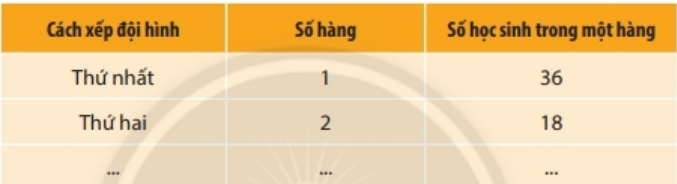 Cách xếp đội hình Số hàng Số học sinh trong một hàng
Thứ nhất 1 36
Thứ hai 2 18
... ... ...